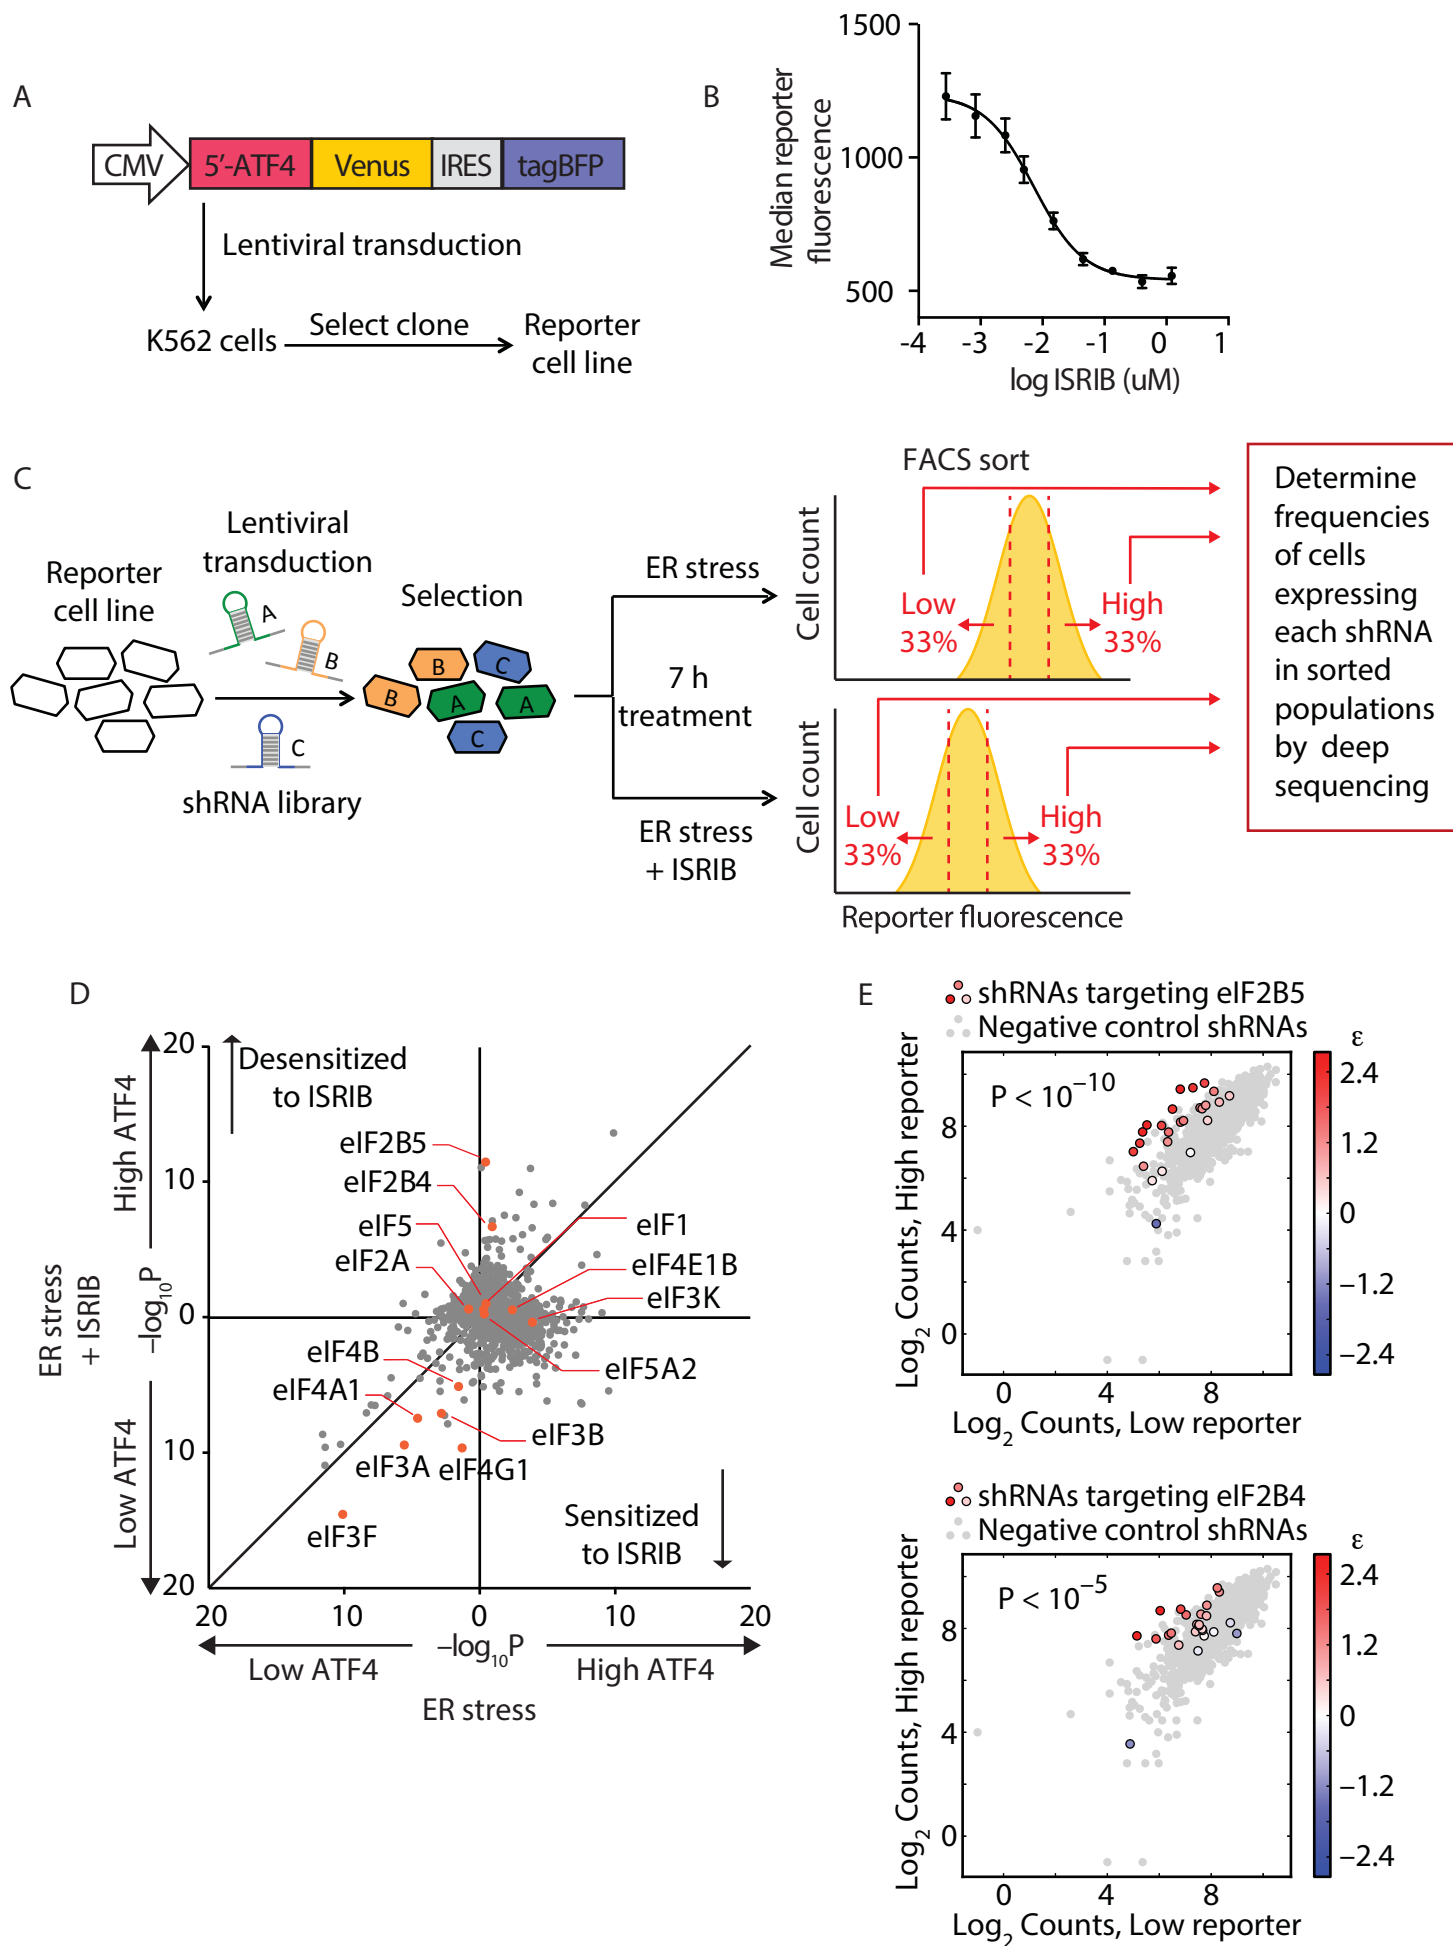 A
CMV
5’-ATF4
Venus
IRES
tagBFP
Lentiviral transduction
K562 cells
Select clone
Reporter
cell line
B
Median reporter
fluorescence
1500
1000
500
-4
-3
-2
-1
0
1
log ISRIB (uM)
C
Reporter
cell line
Lentiviral
transduction
A
B
C
shRNA library
Selection
B
C
B
A
A
C
ER stress
7 h
treatment
ER stress
+ ISRIB
FACS sort
Cell count
Low
33%
High
33%
Cell count
Low
33%
High
33%
Reporter fluorescence
Determine
frequencies
of cells
expressing
each shRNA
in sorted
populations
by deep
sequencing
D
ER stress
+ ISRIB
Low ATF4
–log10P
High ATF4
20
10
0
10
20
Desensitized
to ISRIB
eIF2B5
eIF2B4
eIF5
eIF2A
eIF1
eIF4E1B
eIF3K
eIF4B
eIF4A1
eIF5A2
eIF3B
eIF3A
eIF4G1
eIF3F
Sensitized
to ISRIB
20
10
0
10
20
Low ATF4
–log10P
High ATF4
ER stress
E
shRNAs targeting eIF2B5
Negative control shRNAs
P < 10−10
Log2 Counts, High reporter
8
4
0
0
4
8
Log2 Counts, Low reporter
ε
2.4
1.2
0
−1.2
−2.4
shRNAs targeting eIF2B4
Negative control shRNAs
P < 10−5
Log2 Counts, High reporter
8
4
0
0
4
8
Log2 Counts, Low reporter
ε
2.4
1.2
0
−1.2
−2.4